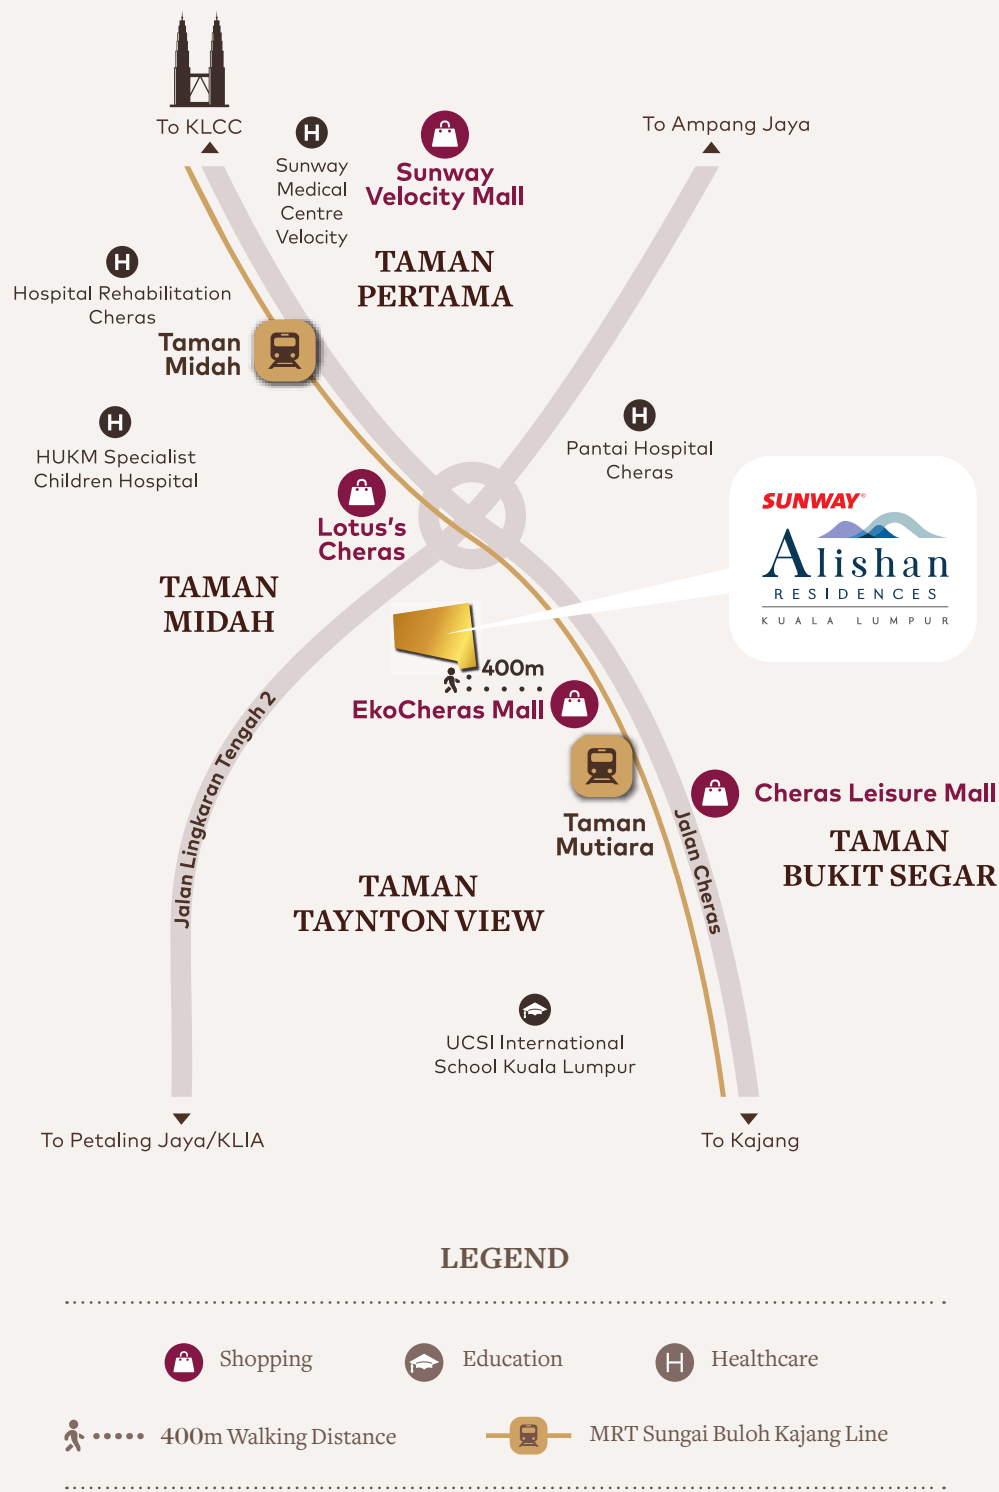 To KLCC
To Ampang Jaya
H
Sunway
Medical
Centre
Velocity
Sunway
Velocity Mall
TAMAN
PERTAMA
H
Hospital Rehabilitation
Cheras
Taman
Midah
H
HUKM Specialist
Children Hospital
H
Pantai Hospital
Cheras
Lotus's
Cheras
SUNWAY®
Alishan
RESIDENCES
KUALA LUMPUR
TAMAN
MIDAH
400m
EkoCheras Mall
Jalan Lingkaran Tengah 2
Taman
Mutiara
Cheras Leisure Mall
Jalan Cheras
TAMAN
BUKIT SEGAR
TAMAN
TAYNTON VIEW
UCSI International
School Kuala Lumpur
To Petaling Jaya/KLIA
To Kajang
LEGEND
Shopping
Education
H Healthcare
400m Walking Distance
MRT Sungai Buloh Kajang Line